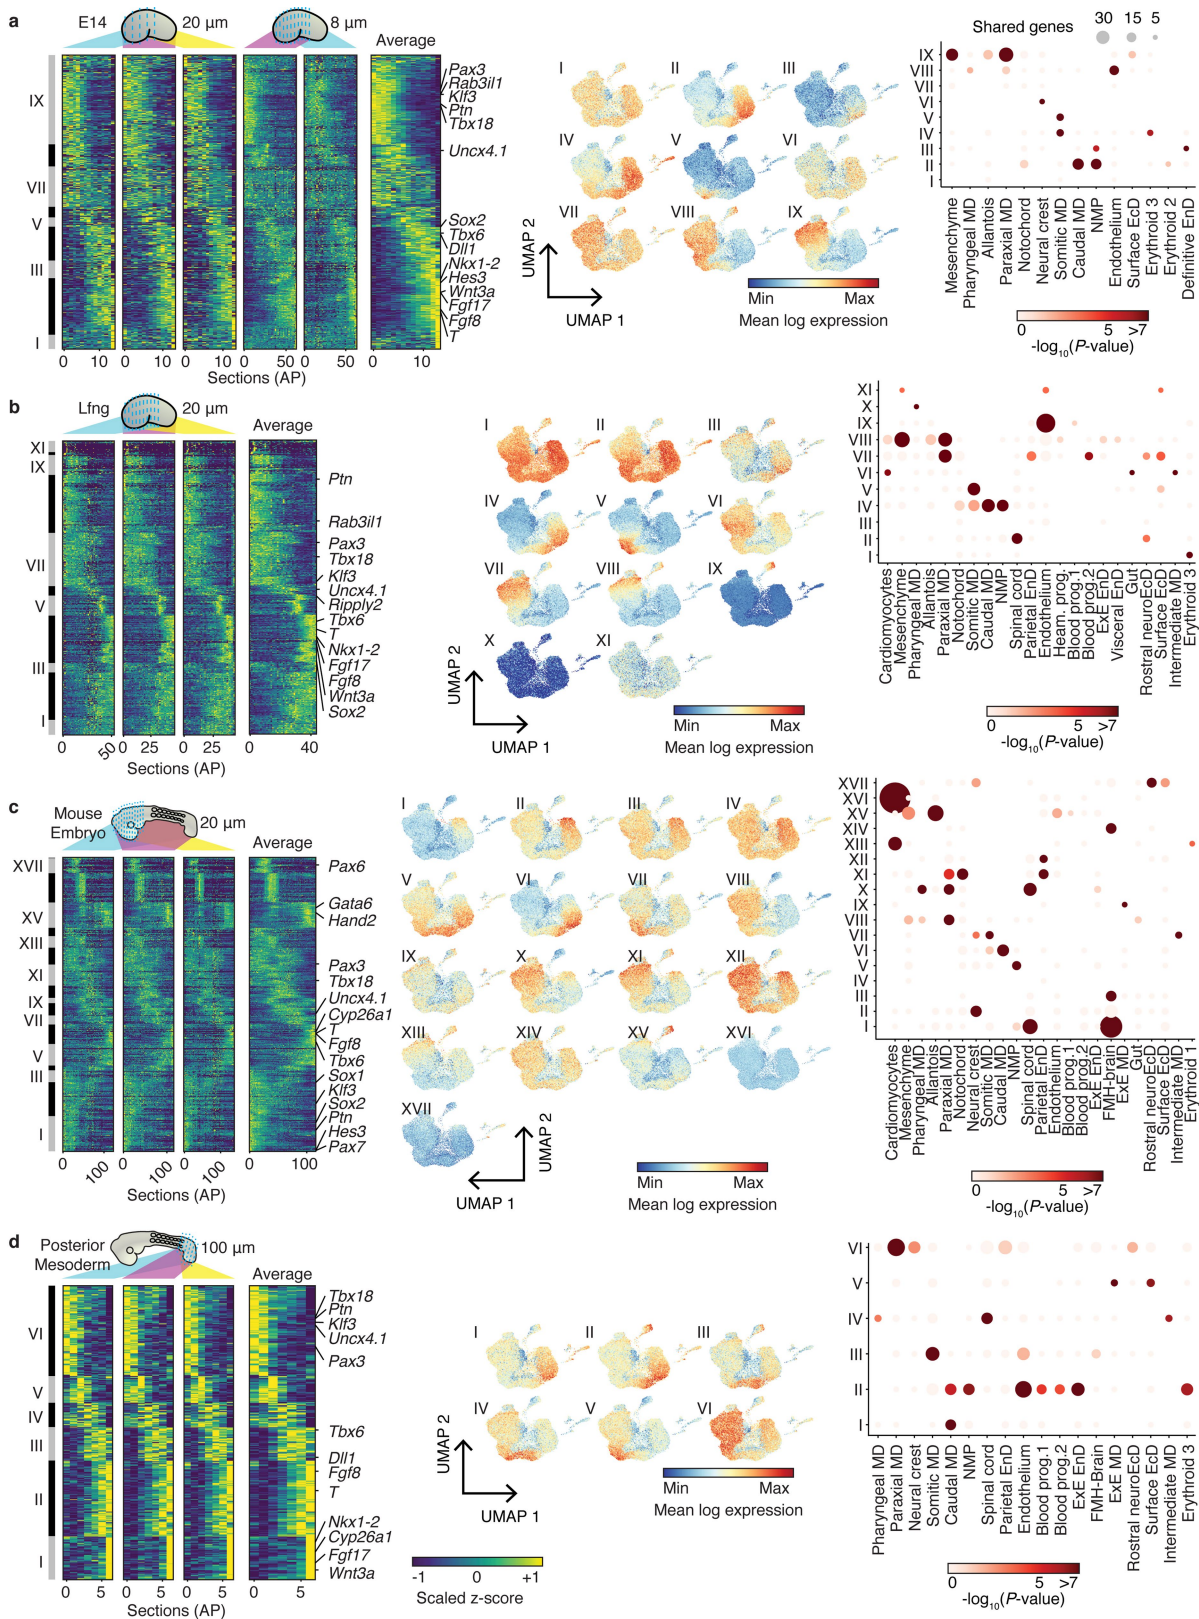 a
E14
20 µm
8 µm
Average
IX
VII
V
III
I
Pax3
Rab3il1
Klf3
Ptn
Tbx18
Uncx4.1
Sox2
Tbx6
Dll1
Nkx1-2
Hes3
Wnt3a
Fgf17
Fgf8
T
0 10 0 10 0 10 0 50 0 50 0 10
Sections (AP)
I II III
IV V VI
VII VIII IX
UMAP 2
UMAP 1
Min Max
Mean log expression
Shared genes
30 15 5
IX
VIII
VII
VI
V
IV
III
II
I
Mesenchyme
Pharyngeal MD
Allantois
Paraxial MD
Notochord
Neural crest
Somitic MD
Caudal MD
NMP
Endothelium
Surface EcD
Erythroid 3
Erythroid 2
Definitive EnD
0 5 >7
-log10(P-value)
b
Lfng
20 µm
Average
XI
IX
VII
V
III
I
Ptn
Rab3il1
Pax3
Tbx18
Klf3
Uncx4.1
Ripply2
Tbx6
T
Nkx1-2
Fgf17
Fgf8
Wnt3a
Sox2
0 50 0 25 0 25 0 40
Sections (AP)
I II III
IV V VI
VII VIII IX
X XI
UMAP 2
UMAP 1
Min Max
Mean log expression
XI
X
IX
VIII
VII
VI
V
IV
III
II
I
Cardiomyocytes
Mesenchyme
Pharyngeal MD
Allantois
Paraxial MD
Notochord
Somitic MD
Caudal MD
NMP
Spinal cord
Parietal EnD
Endothelium
Haem. prog.
Blood prog.1
Blood prog.2
ExE EnD
Visceral EnD
Gut
Rostral neuroEcD
Surface EcD
Intermediate MD
Erythroid 3
0 5 >7
-log10(P-value)
c
Mouse
Embryo
20 µm
Average
XVII
XV
XIII
XI
IX
VII
V
III
I
Pax6
Gata6
Hand2
Pax3
Tbx18
Uncx4.1
Cyp26a1
T
Fgf8
Tbx6
Sox1
Klf3
Sox2
Ptn
Hes3
Pax7
0 100 0 100 0 100 0 100
Sections (AP)
I II III IV
V VI VII VIII
IX X XI XII
XIII XIV XV XVI
XVII
UMAP 2
UMAP 1
Min Max
Mean log expression
XVII
XVI
XV
XIV
XIII
XII
XI
X
IX
VIII
VII
VI
V
IV
III
I
Cardiomyocytes
Mesenchyme
Pharyngeal MD
Allantois
Paraxial MD
Notochord
Neural crest
Somitic MD
Caudal MD
NMP
Spinal cord
Parietal EnD
Endothelium
Blood prog.1
Blood prog.2
ExE EnD
FMH-brain
ExE MD
Gut
Rostral neuroEcD
Surface EcD
Intermediate MD
Erythroid 1
0 5 >7
-log10(P-value)
d
Posterior
Mesoderm
100 µm
Average
VI
V
IV
III
II
I
Tbx18
Ptn
Klf3
Uncx4.1
Pax3
Tbx6
Dll1
Fgf8
T
Nkx1-2
Cyp26a1
Fgf17
Wnt3a
0 5 0 5 0 5 0 5
Sections (AP)
-1 0 +1
Scaled z-score
I II III
IV V VI
UMAP 2
UMAP 1
Min Max
Mean log expression
VI
V
IV
III
II
I
Pharyngeal MD
Paraxial MD
Neural crest
Somitic MD
Caudal MD
NMP
Spinal cord
Parietal EnD
Endothelium
Blood prog.1
Blood prog.2
ExE EnD
FMH-Brain
ExE MD
Rostral neuroEcD
Surface EcD
Intermediate MD
Erythroid 3
0 5 >7
-log10(P-value)